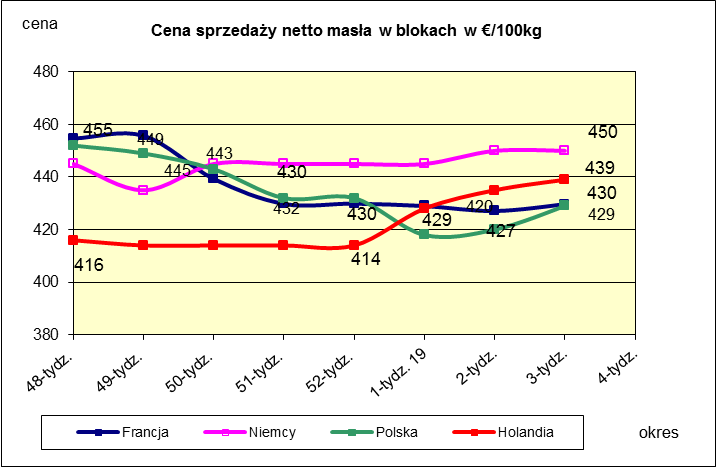 cena
Cena sprzedaży netto masła w blokach w €/100kg
480
460
440
420
400
380
455
449
445
443
430
432
430
414
416
429
420
427
450
439
430
429
48-tydz.
49-tydz.
50-tydz.
51-tydz.
52-tydz.
1-tydz. 19
2-tydz.
3-tydz.
4-tydz.
Francja
Niemcy
Polska
Holandia
okres